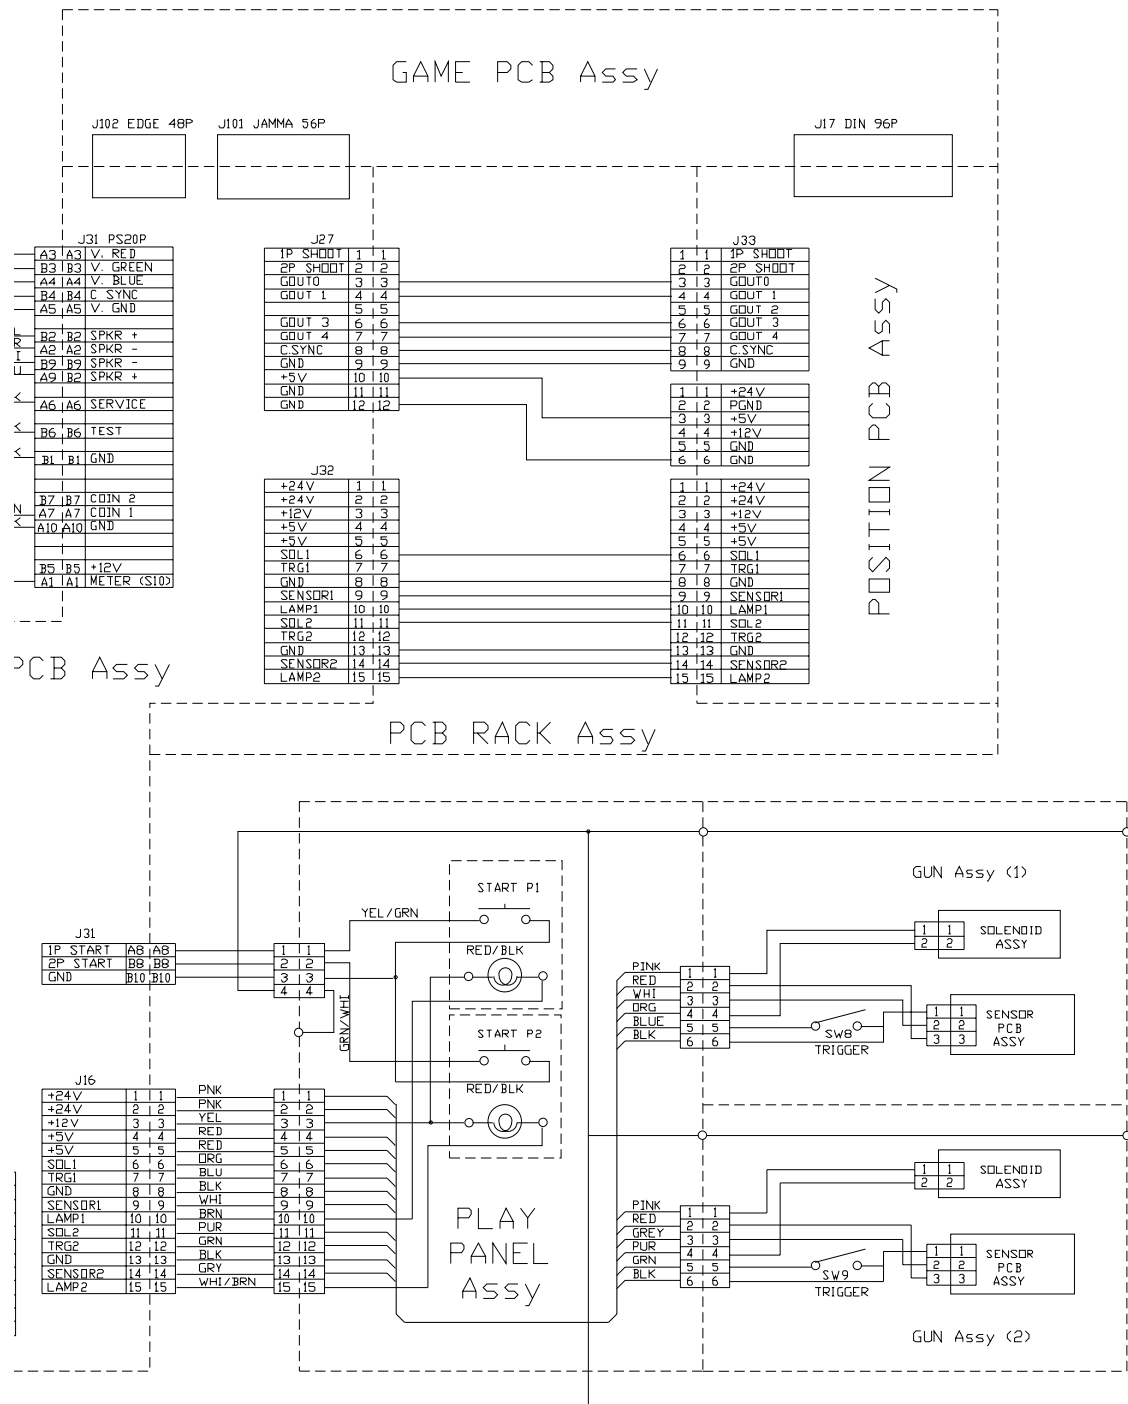 GAME PCB Assy
J102 EDGE 48P
J101 JAMMA 56P
J17 DIN 96P
J31 PS20P
A3 A3 V. RED
B3 B3 V. GREEN
A4 A4 V. BLUE
B4 B4 C SYNC
A5 A5 V. GND
B2 B2 SPKR +
A2 A2 SPKR -
B9 B9 SPKR -
A9 B2 SPKR +
A6 A6 SERVICE
B6 B6 TEST
B1 B1 GND
B7 B7 COIN 2
A7 A7 COIN 1
A10 A10 GND
B5 B5 +12V
A1 A1 METER (S10)
PCB Assy
J27
1P SHOOT 1 1
2P SHOOT 2 2
GOUT0 3 3
GOUT 1 4 4
5 5
GOUT 3 6 6
GOUT 4 7 7
C.SYNC 8 8
GND 9 9
+5V 10 10
GND 11 11
GND 12 12
J32
+24V 1 1
+24V 2 2
+12V 3 3
+5V 4 4
+5V 5 5
SOL1 6 6
TRG1 7 7
GND 8 8
SENSOR1 9 9
LAMP1 10 10
SOL2 11 11
TRG2 12 12
GND 13 13
SENSOR2 14 14
LAMP2 15 15
J33
1 1 1P SHOOT
2 2 2P SHOOT
3 3 GOUT0
4 4 GOUT 1
5 5 GOUT 2
6 6 GOUT 3
7 7 GOUT 4
8 8 C.SYNC
9 9 GND
1 1 +24V
2 2 PGND
3 3 +5V
4 4 +12V
5 5 GND
6 6 GND
1 1 +24V
2 2 +24V
3 3 +12V
4 4 +5V
5 5 +5V
6 6 SOL1
7 7 TRG1
8 8 GND
9 9 SENSOR1
10 10 LAMP1
11 11 SOL2
12 12 TRG2
13 13 GND
14 14 SENSOR2
15 15 LAMP2
POSITION PCB Assy
PCB RACK Assy
J31
1P START A8 A8
2P START B8 B8
GND B10 B10
1 1
2 2
3 3
4 4
YEL/GRN
GRN/WHI
START P1
RED/BLK
START P2
RED/BLK
J16
+24V 1 1 PNK 1 1
+24V 2 2 PNK 2 2
+12V 3 3 YEL 3 3
+5V 4 4 RED 4 4
+5V 5 5 RED 5 5
SOL1 6 6 ORG 6 6
TRG1 7 7 BLU 7 7
GND 8 8 BLK 8 8
SENSOR1 9 9 WHI 9 9
LAMP1 10 10 BRN 10 10
SOL2 11 11 PUR 11 11
TRG2 12 12 GRN 12 12
GND 13 13 BLK 13 13
SENSOR2 14 14 GRY 14 14
LAMP2 15 15 WHI/BRN 15 15
PLAY
PANEL
Assy
GUN Assy (1)
PINK 1 1
RED 2 2
WHI 3 3
ORG 4 4
BLUE 5 5
BLK 6 6
SW8
TRIGGER
1 1
2 2
SOLENOID
ASSY
1 1
2 2
3 3
SENSOR
PCB
ASSY
PINK 1 1
RED 2 2
GREY 3 3
PUR 4 4
GRN 5 5
BLK 6 6
SW9
TRIGGER
1 1
2 2
SOLENOID
ASSY
1 1
2 2
3 3
SENSOR
PCB
ASSY
GUN Assy (2)